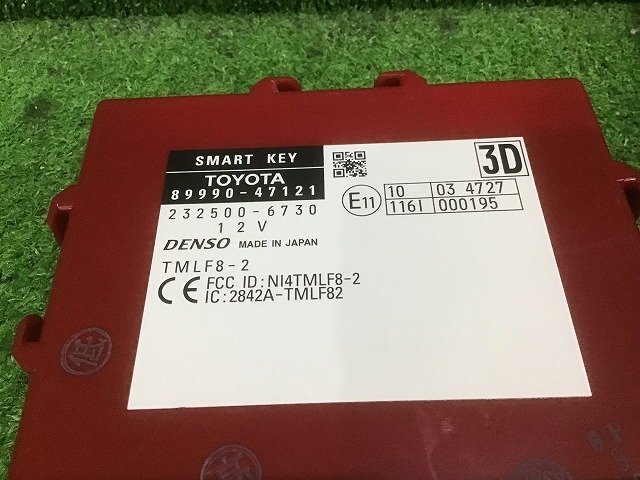 SMART KEY
TOYOTA
89990-47121
232500-6730
12V
DENSO MADE IN JAPAN
TMLF8-2
CE FCC ID:NI4TMLF8-2
IC:2842A-TMLF82
3D
E11
10 03 4727
116I 000195